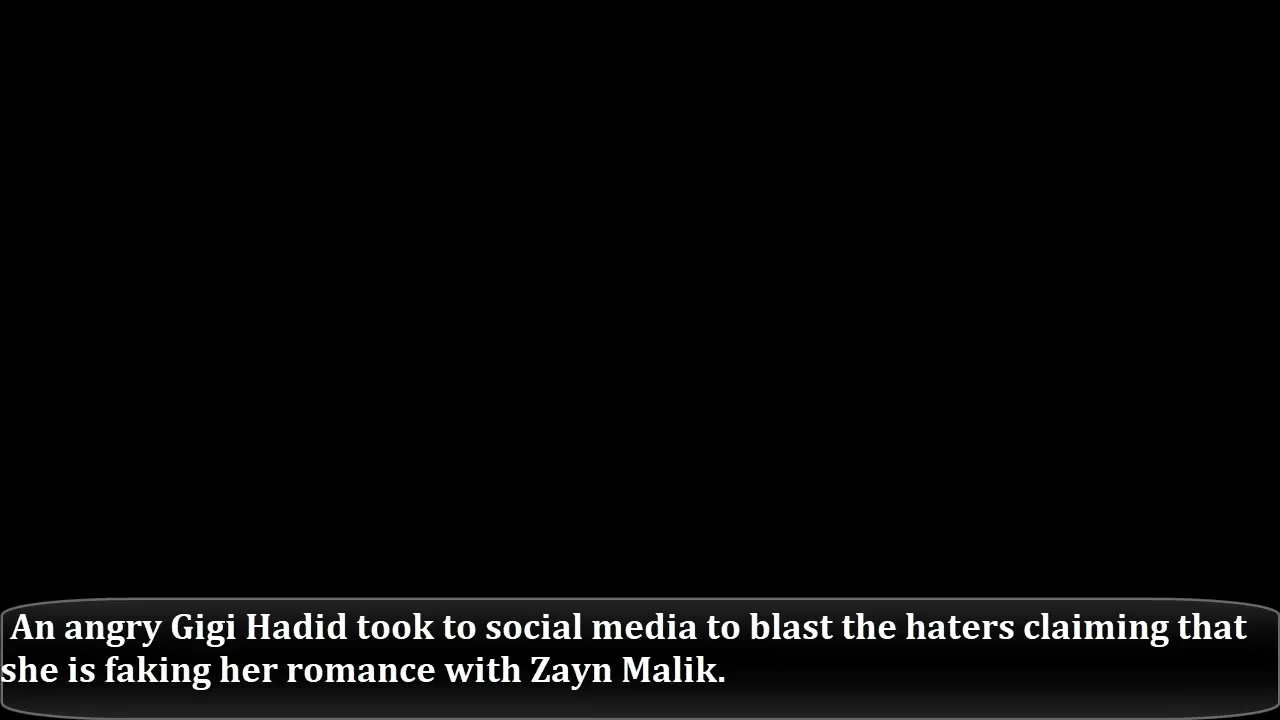 An angry Gigi Hadid took to social media to blast the haters claiming that
she is faking her romance with Zayn Malik.